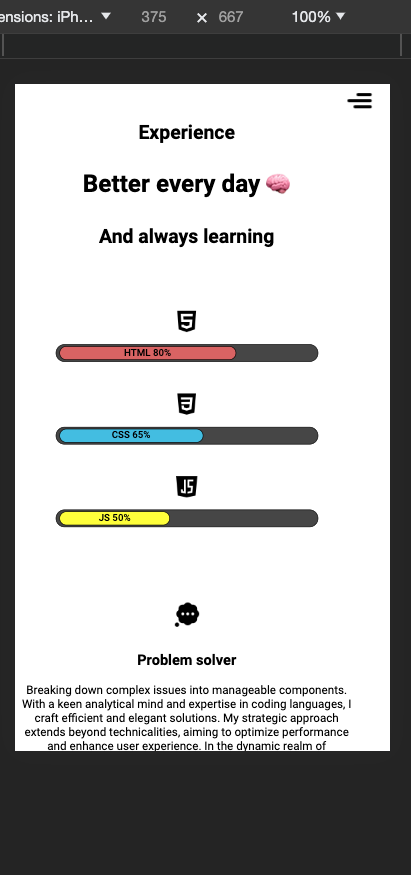 ensions: iPh... ▼ 375 × 667 100% ▼
Experience
Better every day 🧠
And always learning
5
HTML 80%
3
CSS 65%
JS
JS 50%
Problem solver
Breaking down complex issues into manageable components.
With a keen analytical mind and expertise in coding languages, I
craft efficient and elegant solutions. My strategic approach
extends beyond technicalities, aiming to optimize performance
and enhance user experience. In the dynamic realm of